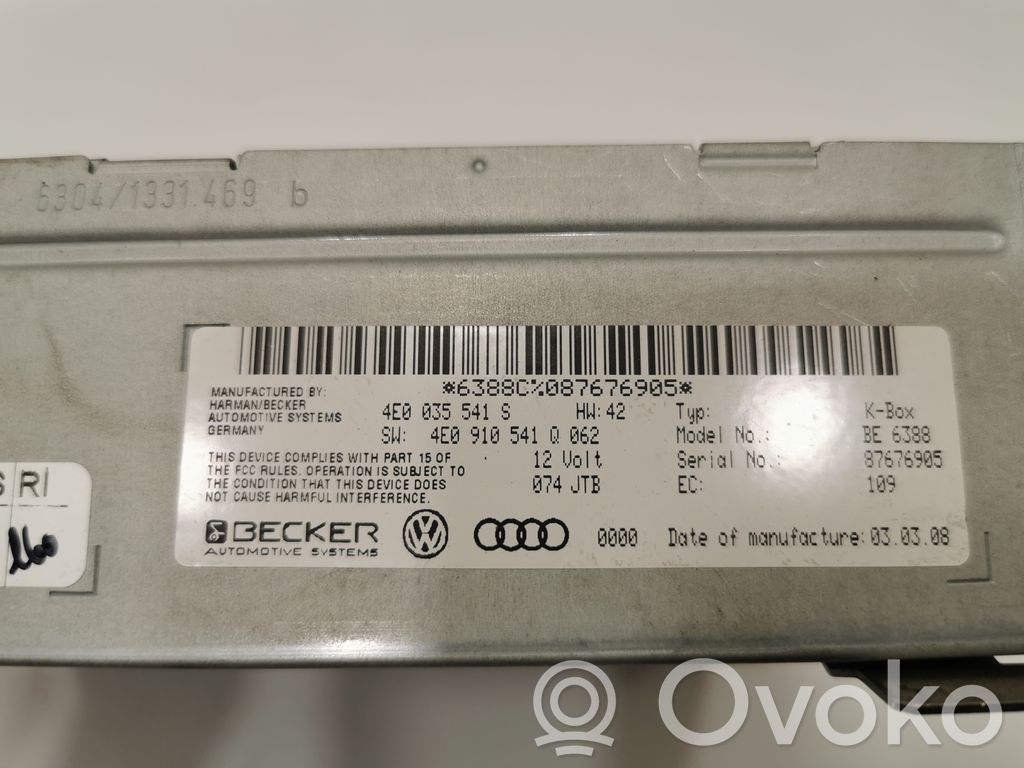 6304/1331.469 b
*6388C%087676905*
MANUFACTURED BY:
HARMAN/BECKER
AUTOMOTIVE SYSTEMS
GERMANY
4E0 035 541 S HW:42
SW: 4E0 910 541 Q 062
THIS DEVICE COMPLIES WITH PART 15 OF
THE FCC RULES. OPERATION IS SUBJECT TO
THE CONDITION THAT THIS DEVICE DOES
NOT CAUSE HARMFUL INTERFERENCE.
12 Volt
074 JTB
Typ: K-Box
Model No.: BE 6388
Serial No.: 87676905
EC: 109
BECKER
AUTOMOTIVE SYSTEMS
0000 Date of manufacture: 03.03.08
S RI
Ovoko